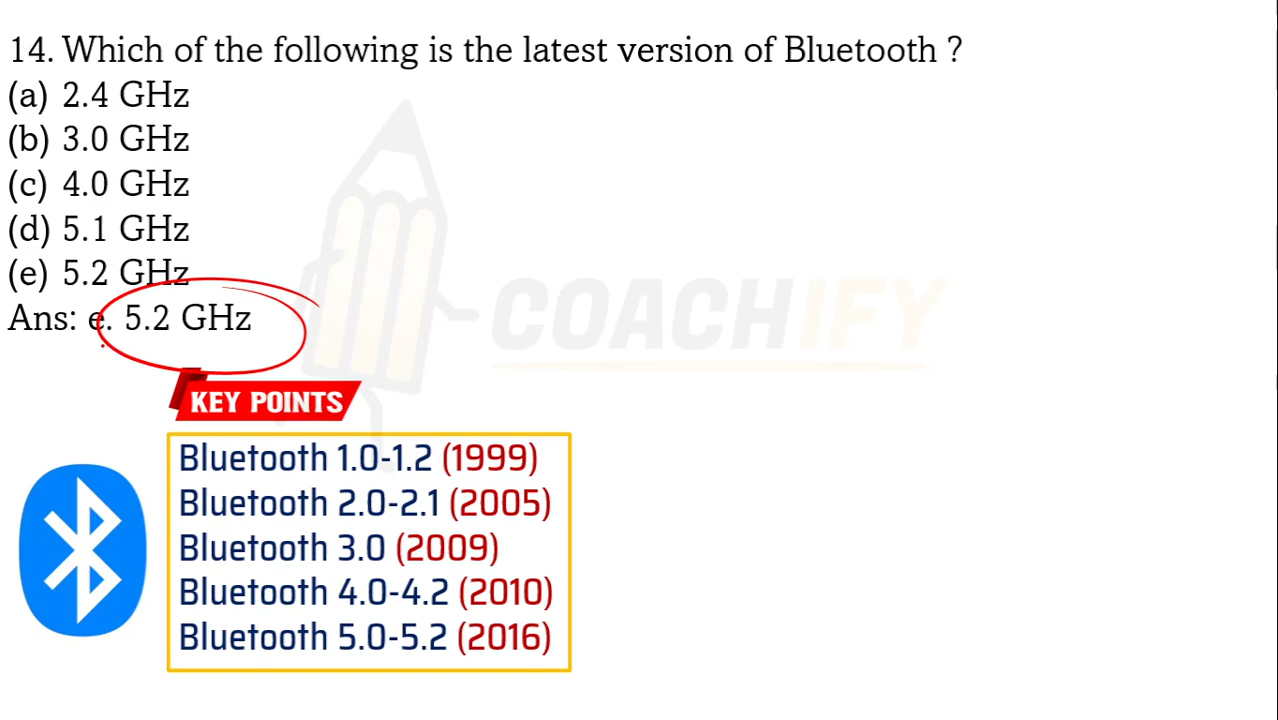 14. Which of the following is the latest version of Bluetooth ?
(a) 2.4 GHz
(b) 3.0 GHz
(c) 4.0 GHz
(d) 5.1 GHz
(e) 5.2 GHz
Ans: e. 5.2 GHz
COACHIFY
KEY POINTS
Bluetooth 1.0-1.2 (1999)
Bluetooth 2.0-2.1 (2005)
Bluetooth 3.0 (2009)
Bluetooth 4.0-4.2 (2010)
Bluetooth 5.0-5.2 (2016)